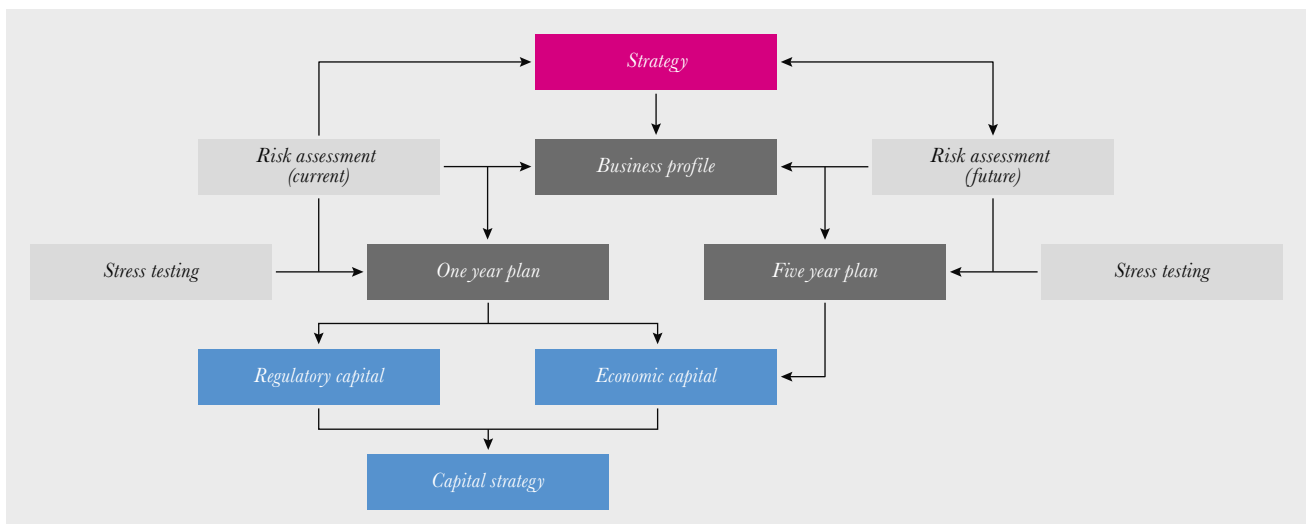 Strategy
Risk assessment
(current)
Business profile
Risk assessment
(future)
Stress testing
One year plan
Five year plan
Stress testing
Regulatory capital
Economic capital
Capital strategy